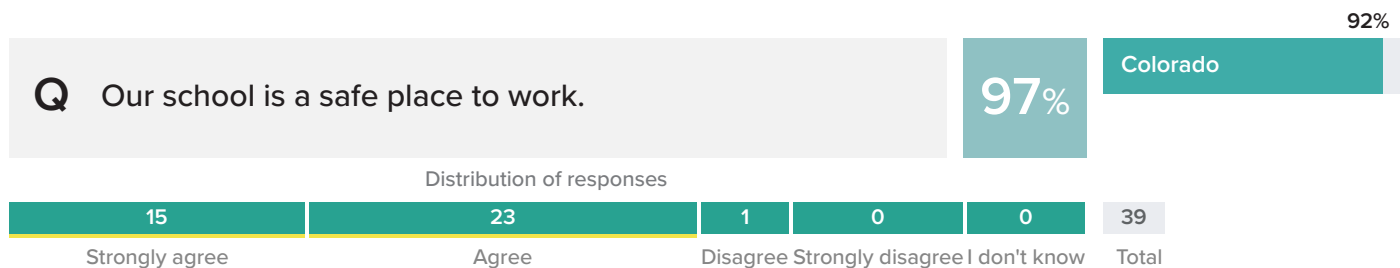 92%
Q Our school is a safe place to work.
97%
Colorado
Distribution of responses
15 23 1 0 0 39
Strongly agree Agree Disagree Strongly disagree I don't know Total